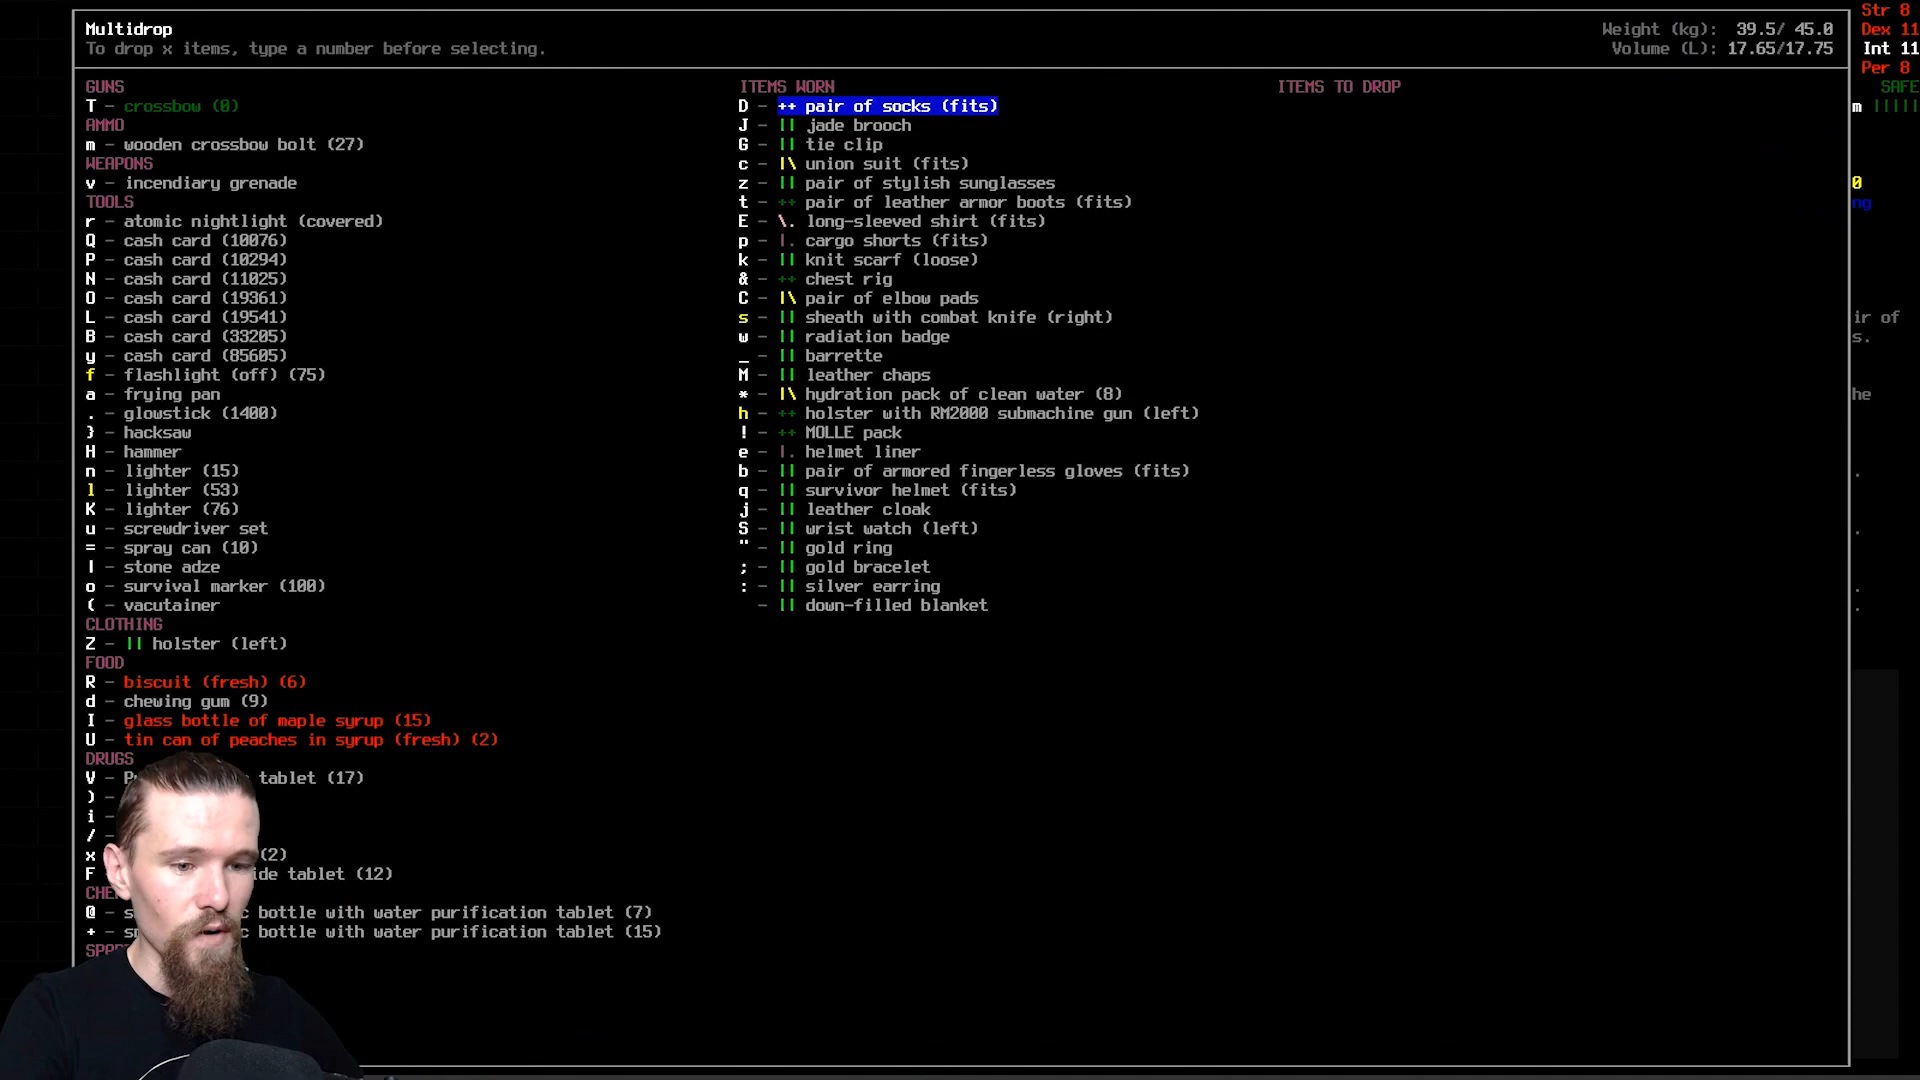 Multidrop
To drop x items, type a number before selecting.
Weight (kg): 39.5/ 45.0
Volume (L): 17.65/17.75
Str 8
Dex 11
Int 11
Per 8
SAFE
m |||||
0
ng
ir of
s.
he
GUNS
T - crossbow (0)
AMMO
m - wooden crossbow bolt (27)
WEAPONS
v - incendiary grenade
TOOLS
r - atomic nightlight (covered)
Q - cash card (10076)
P - cash card (10294)
N - cash card (11025)
O - cash card (19361)
L - cash card (19541)
B - cash card (33205)
y - cash card (85605)
f - flashlight (off) (75)
a - frying pan
. - glowstick (1400)
} - hacksaw
H - hammer
n - lighter (15)
l - lighter (53)
K - lighter (76)
u - screwdriver set
= - spray can (10)
| - stone adze
o - survival marker (100)
( - vacutainer
CLOTHING
Z - || holster (left)
FOOD
R - biscuit (fresh) (6)
d - chewing gum (9)
I - glass bottle of maple syrup (15)
U - tin can of peaches in syrup (fresh) (2)
DRUGS
V - tablet (17)
) -
i -
/ -
x (2)
F tablet (12)
@ - bottle with water purification tablet (7)
+ - bottle with water purification tablet (15)
ITEMS WORN
D - ++ pair of socks (fits)
J - || jade brooch
G - || tie clip
c - |\ union suit (fits)
z - || pair of stylish sunglasses
t - ++ pair of leather armor boots (fits)
E - \. long-sleeved shirt (fits)
p - |. cargo shorts (fits)
k - || knit scarf (loose)
& - ++ chest rig
C - |\ pair of elbow pads
s - || sheath with combat knife (right)
w - || radiation badge
_ - || barrette
M - || leather chaps
* - |\ hydration pack of clean water (8)
h - ++ holster with RM2000 submachine gun (left)
! - ++ MOLLE pack
e - |. helmet liner
b - || pair of armored fingerless gloves (fits)
q - || survivor helmet (fits)
j - || leather cloak
S - || wrist watch (left)
" - || gold ring
; - || gold bracelet
: - || silver earring
- || down-filled blanket
ITEMS TO DROP